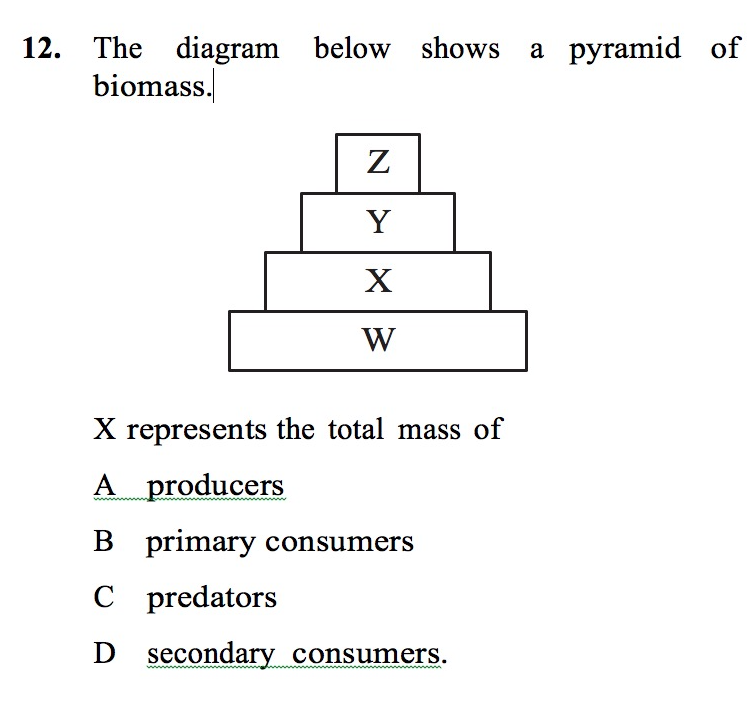 12. The diagram below shows a pyramid of
biomass.
Z
Y
X
W
X represents the total mass of
A producers
B primary consumers
C predators
D secondary consumers.